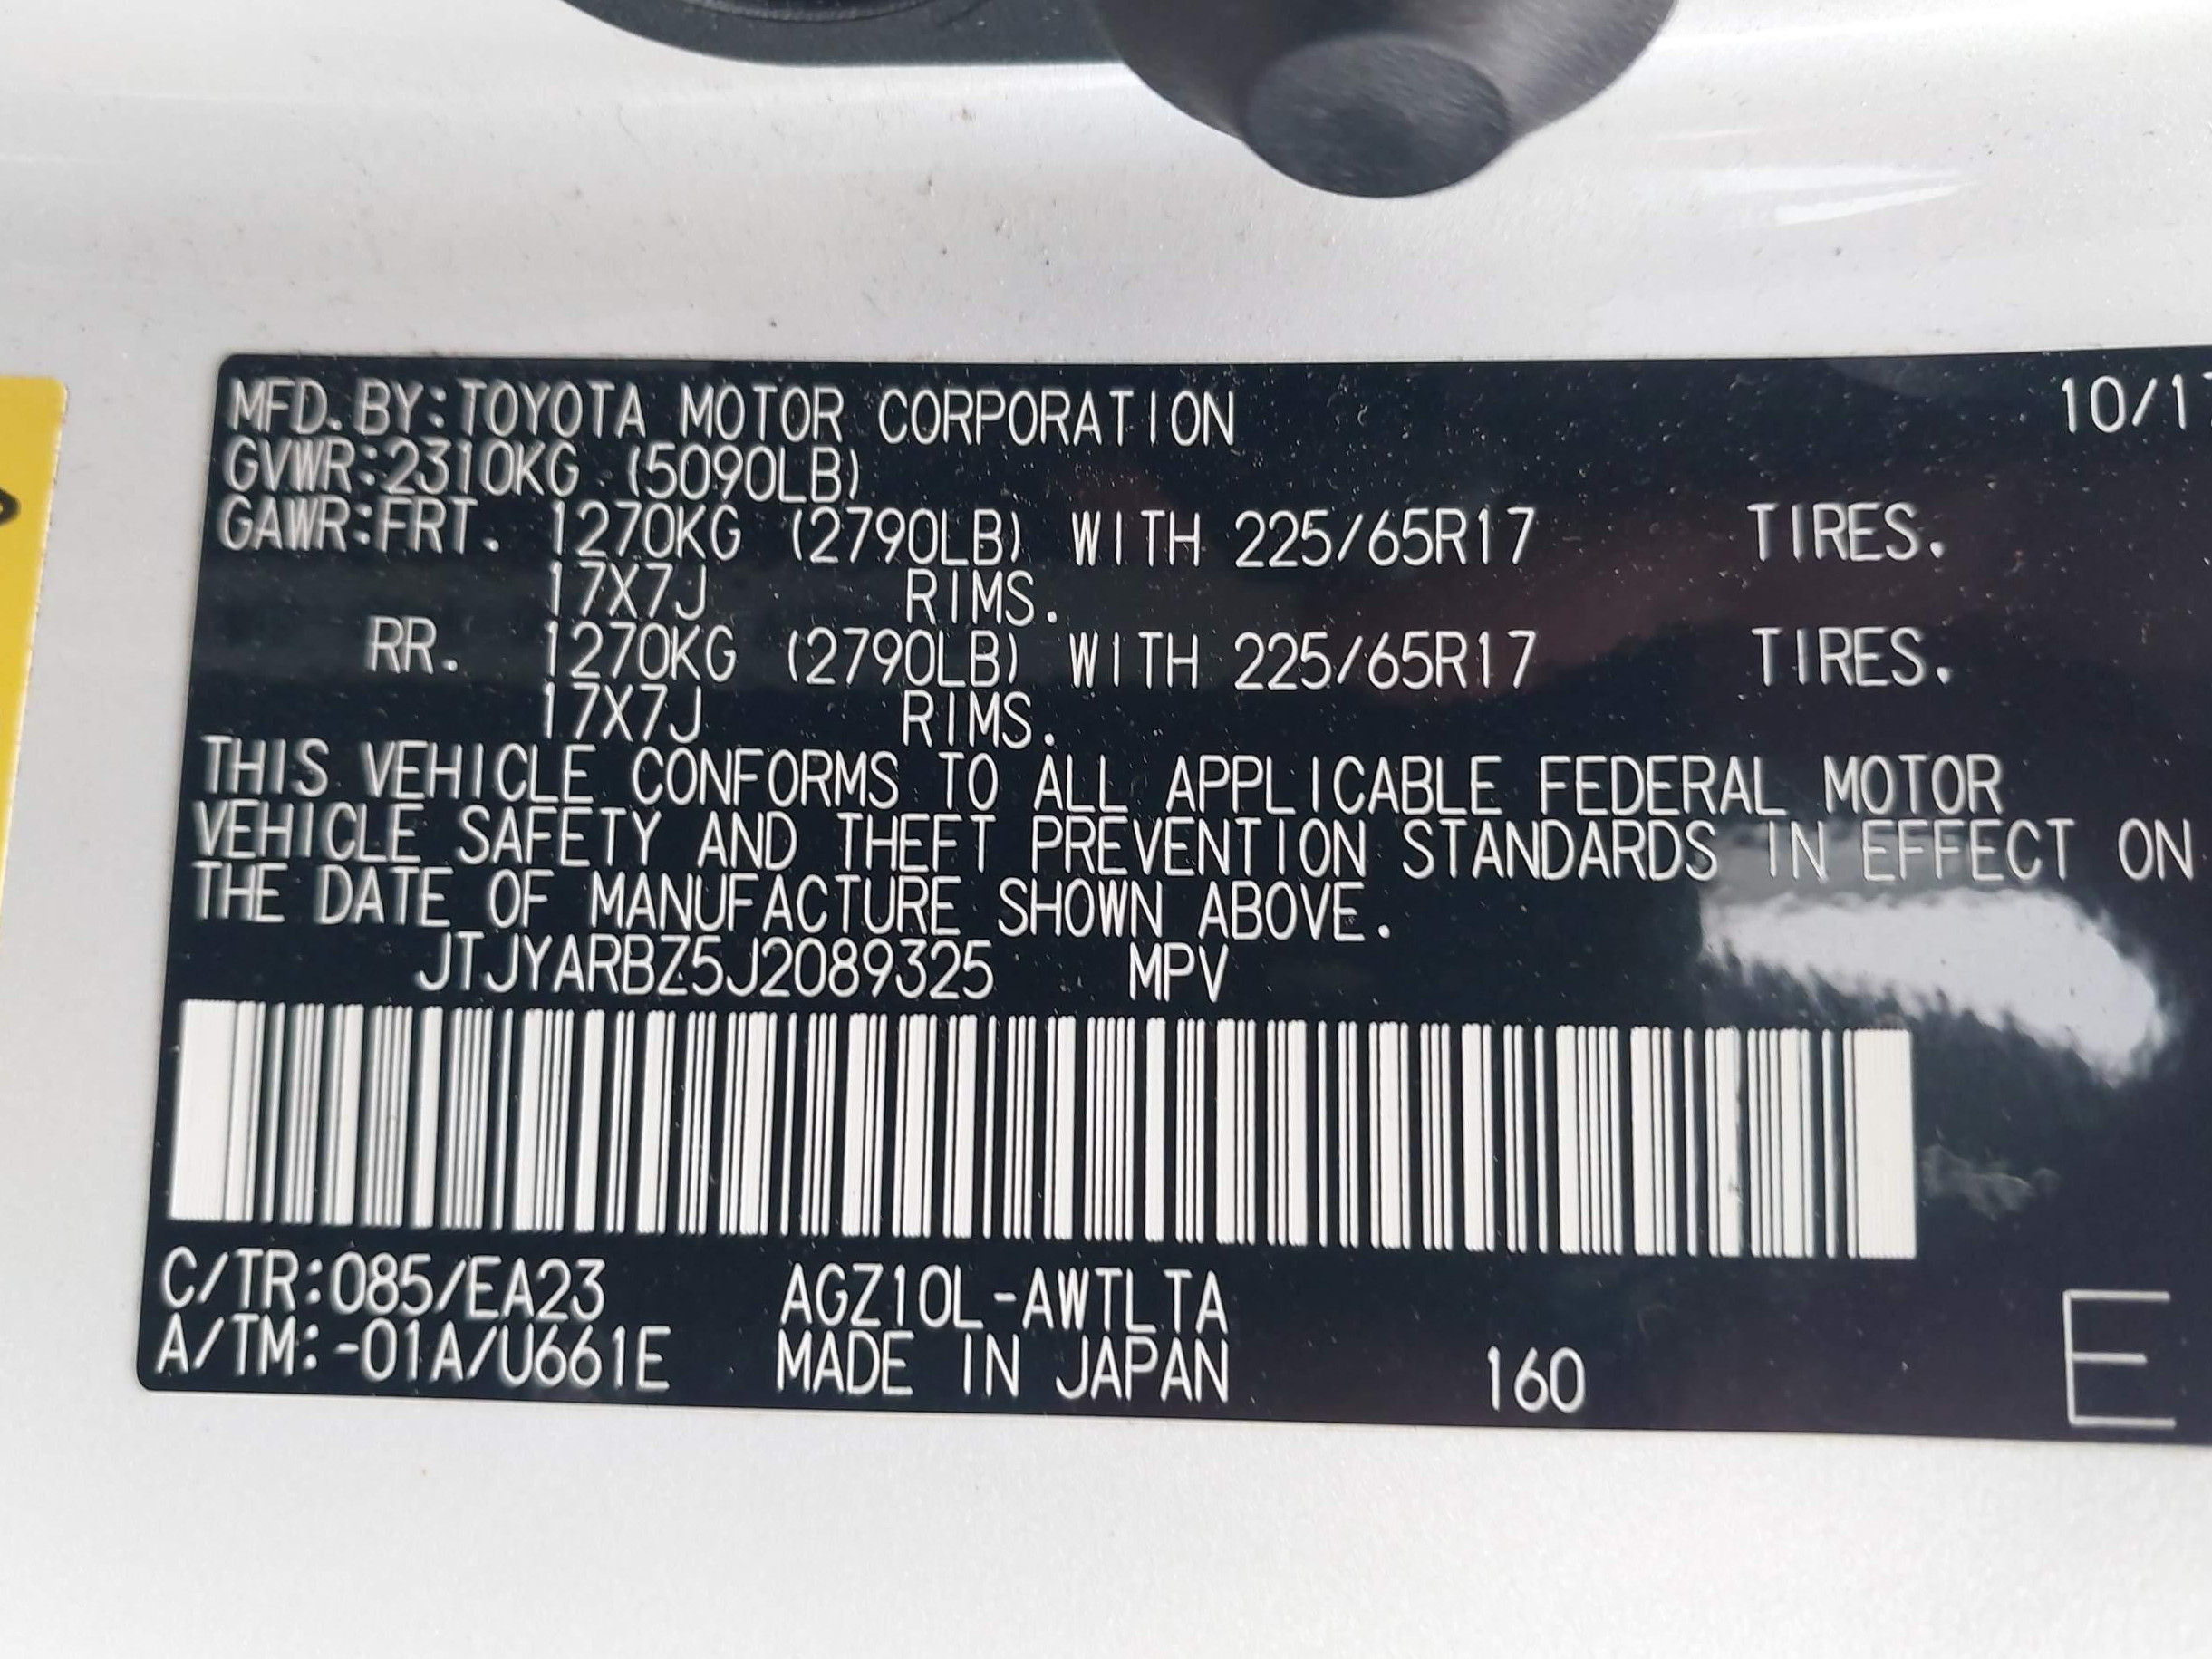 MFD.BY:TOYOTA MOTOR CORPORATION 10/17
GVWR:2310KG (5090LB)
GAWR:FRT. 1270KG (2790LB) WITH 225/65R17 TIRES.
17X7J RIMS.
RR. 1270KG (2790LB) WITH 225/65R17 TIRES.
17X7J RIMS.
THIS VEHICLE CONFORMS TO ALL APPLICABLE FEDERAL MOTOR
VEHICLE SAFETY AND THEFT PREVENTION STANDARDS IN EFFECT ON
THE DATE OF MANUFACTURE SHOWN ABOVE.
JTJYARBZ5J2089325 MPV
C/TR:085/EA23 AGZ10L-AWTLTA
A/TM:-01A/U661E MADE IN JAPAN 160 E